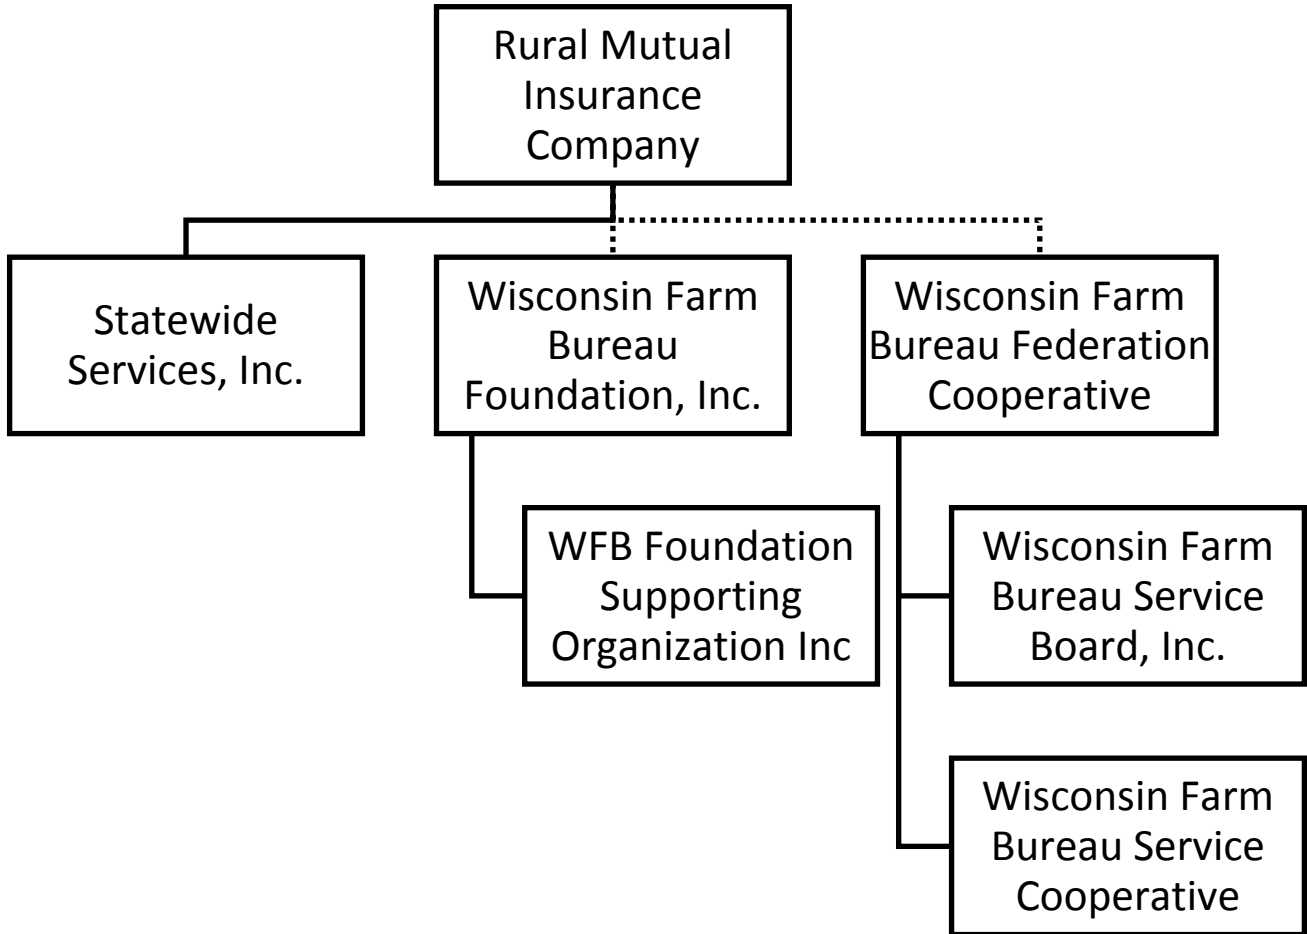 Rural Mutual
Insurance
Company
Statewide
Services, Inc.
Wisconsin Farm
Bureau
Foundation, Inc.
Wisconsin Farm
Bureau Federation
Cooperative
WFB Foundation
Supporting
Organization Inc
Wisconsin Farm
Bureau Service
Board, Inc.
Wisconsin Farm
Bureau Service
Cooperative